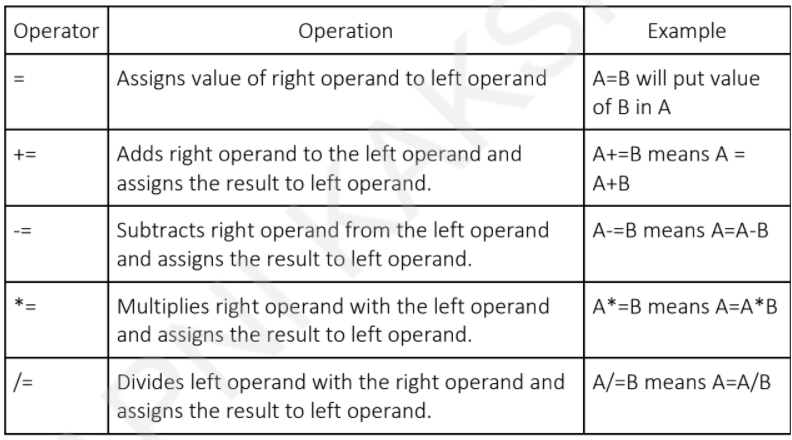 Operator Operation Example
= Assigns value of right operand to left operand A=B will put value
of B in A
+= Adds right operand to the left operand and A+=B means A =
assigns the result to left operand. A+B
-= Subtracts right operand from the left operand A-=B means A=A-B
and assigns the result to left operand.
*= Multiplies right operand with the left operand A*=B means A=A*B
and assigns the result to left operand.
/= Divides left operand with the right operand and A/=B means A=A/B
assigns the result to left operand.